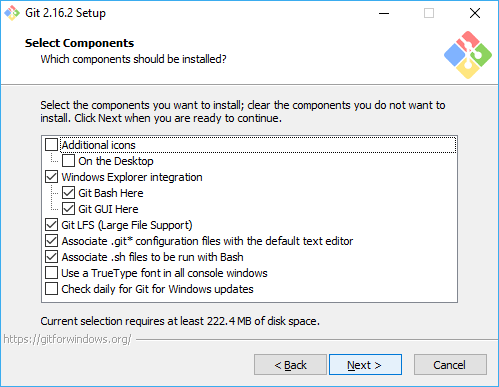 Git 2.16.2 Setup
Select Components
Which components should be installed?
Select the components you want to install; clear the components you do not want to
install. Click Next when you are ready to continue.
Additional icons
On the Desktop
Windows Explorer integration
Git Bash Here
Git GUI Here
Git LFS (Large File Support)
Associate .git* configuration files with the default text editor
Associate .sh files to be run with Bash
Use a TrueType font in all console windows
Check daily for Git for Windows updates
Current selection requires at least 222.4 MB of disk space.
https://gitforwindows.org/
< Back
Next >
Cancel